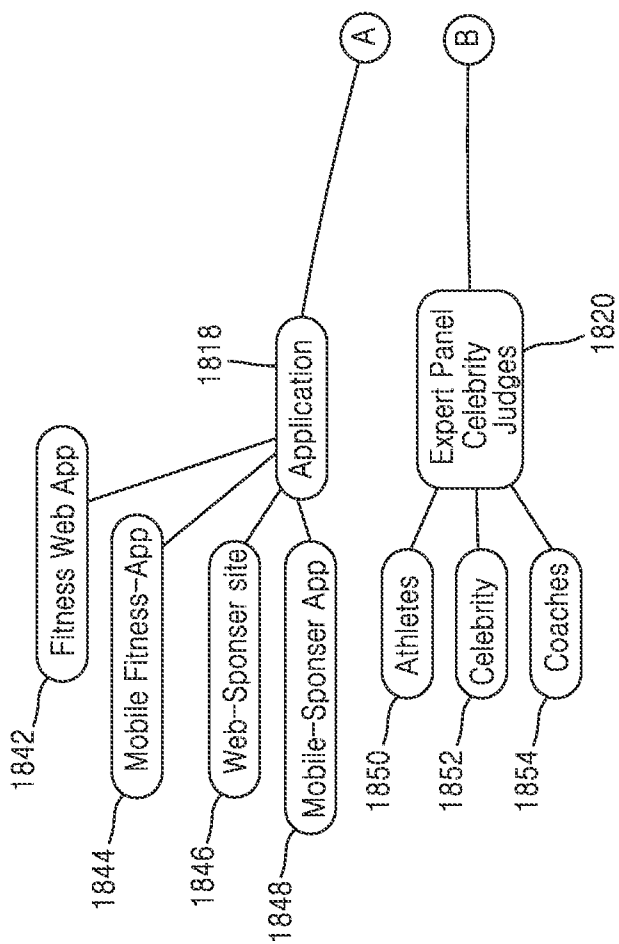 1842
Fitness Web App
1844
Mobile Fitness-App
1846
Web-Sponser site
1848
Mobile-Sponser App
1818
Application
A
1850
Athletes
1852
Celebrity
1854
Coaches
Expert Panel
Celebrity
Judges
1820
B